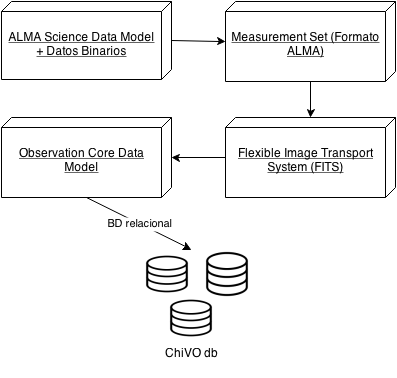 ALMA Science Data Model
+ Datos Binarios
Measurement Set (Formato
ALMA)
Observation Core Data
Model
Flexible Image Transport
System (FITS)
BD relacional
ChiVO db